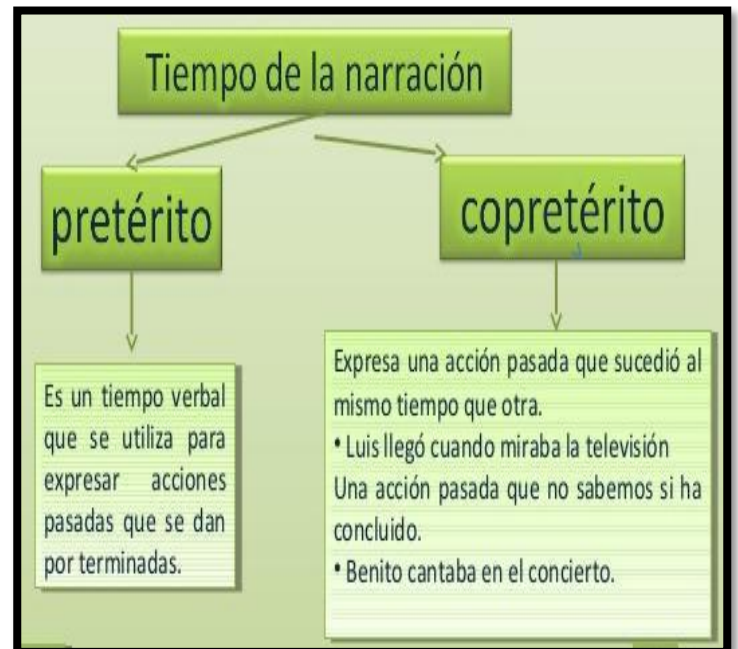 Tiempo de la narración
pretérito
copretérito
Es un tiempo verbal
que se utiliza para
expresar acciones
pasadas que se dan
por terminadas.
Expresa una acción pasada que sucedió al
mismo tiempo que otra.
• Luis llegó cuando miraba la televisión
Una acción pasada que no sabemos si ha
concluido.
• Benito cantaba en el concierto.